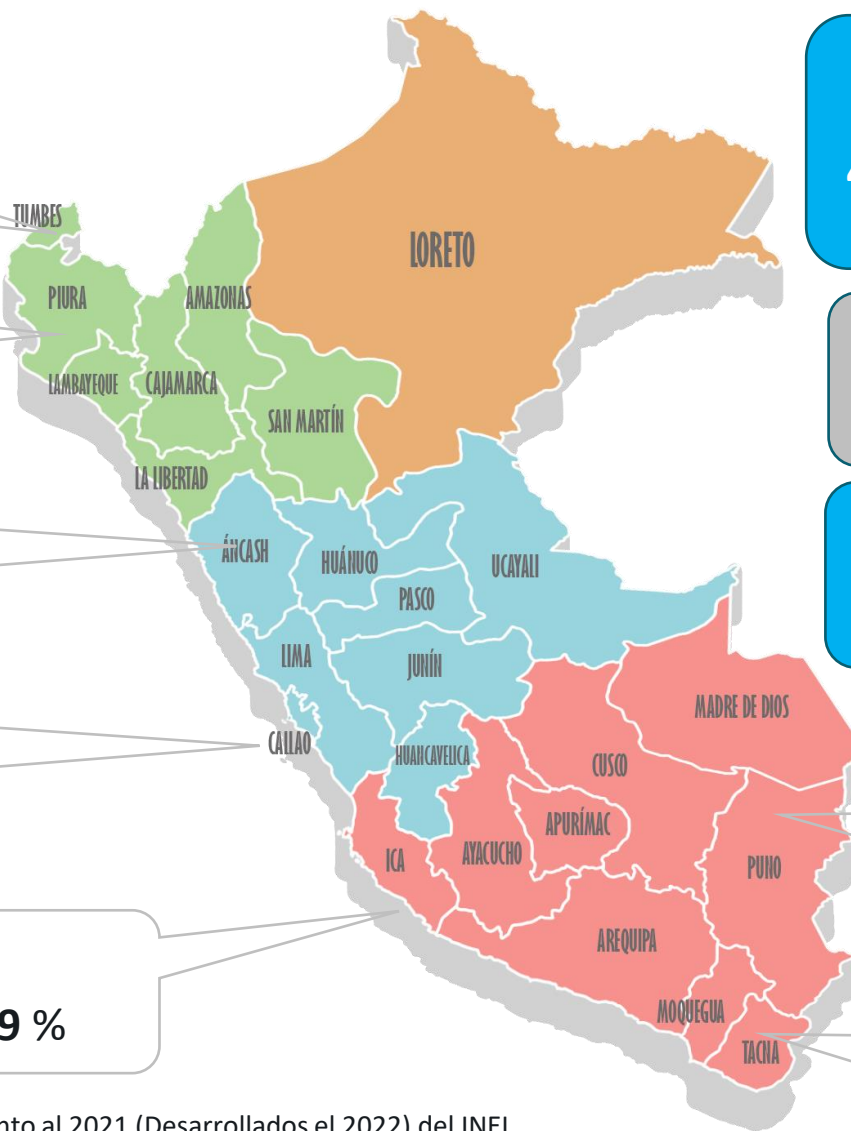 TUMBES
LORETO
PIURA
AMAZONAS
LAMBAYEQUE
CAJAMARCA
SAN MARTÍN
LA LIBERTAD
ÁNCASH
HUÁNUCO
UCAYALI
PASCO
LIMA
JUNÍN
MADRE DE DIOS
CALLAO
HUANCAVELICA
CUSCO
APURÍMAC
ICA
AYACUCHO
PUNO
AREQUIPA
9 %
MOQUEGUA
TACNA
nto al 2021 (Desarrollados el 2022) del INEI